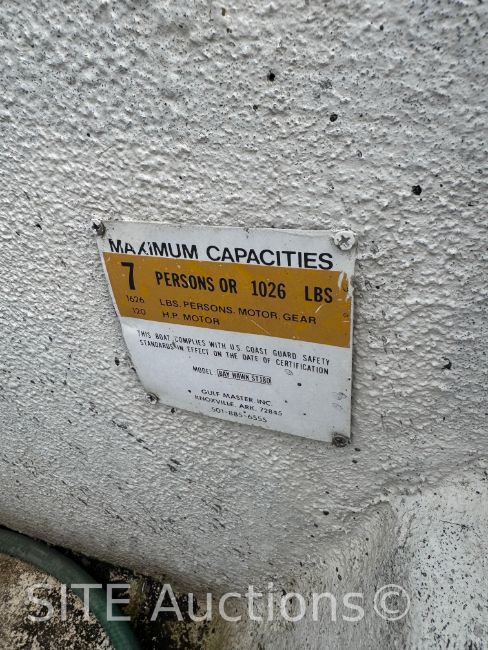 MAXIMUM CAPACITIES
7 PERSONS OR 1026 LBS
1626 LBS. PERSONS. MOTOR. GEAR
120 H.P. MOTOR
THIS BOAT COMPLIES WITH U.S. COAST GUARD SAFETY
STANDARDS IN EFFECT ON THE DATE OF CERTIFICATION
MODEL BAY HAWK SY180
GULF MASTER, INC.
KNOXVILLE, ARK. 72845
501-885-6555
SITE Auctions©